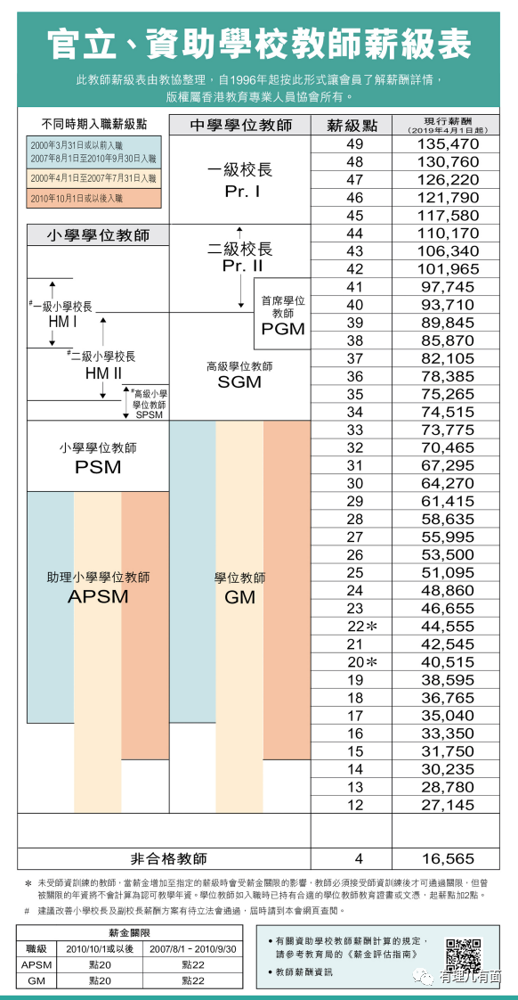 官立、資助學校教師薪級表
此教師薪級表由教協整理，自1996年起按此形式讓會員了解薪酬詳情，
版權屬香港教育專業人員協會所有。
不同時期入職薪級點
2000年3月31日或以前入職
2007年8月1日至2010年9月30日入職
2000年4月1日至2007年7月31日入職
2010年10月1日或以後入職
小學學位教師
#一級小學校長
HM I
#二級小學校長
HM II
#高級小學
學位教師
SPSM
小學學位教師
PSM
助理小學學位教師
APSM
中學學位教師
一級校長
Pr. I
二級校長
Pr. II
首席學位
教師
PGM
高級學位教師
SGM
學位教師
GM
薪級點 現行薪酬
(2019年4月1日起)
49 135,470
48 130,760
47 126,220
46 121,790
45 117,580
44 110,170
43 106,340
42 101,965
41 97,745
40 93,710
39 89,845
38 85,870
37 82,105
36 78,385
35 75,265
34 74,515
33 73,775
32 70,465
31 67,295
30 64,270
29 61,415
28 58,635
27 55,995
26 53,500
25 51,095
24 48,860
23 46,655
22＊ 44,555
21 42,545
20＊ 40,515
19 38,595
18 36,765
17 35,040
16 33,350
15 31,750
14 30,235
13 28,780
12 27,145
非合格教師 4 16,565
＊ 未受師資訓練的教師，當薪金增加至指定的薪級時會受薪金關限的影響，教師必須接受師資訓練後才可通過關限，但曾
被關限的年資將不會計算為認可教學年資。學位教師如入職時已持有合適的學位教師教育證書或文憑，起薪點加2點。
# 建議改善小學校長及副校長薪酬方案有待立法會通過，屆時請到本會網頁查閱。
薪金關限
職級 2010/10/1或以後 2007/8/1 - 2010/9/30
APSM 點20 點22
GM 點20 點22
• 有關資助學校教師薪酬計算的規定，
請參考教育局的《薪金評估指南》
• 教師薪酬資訊
有理儿有面